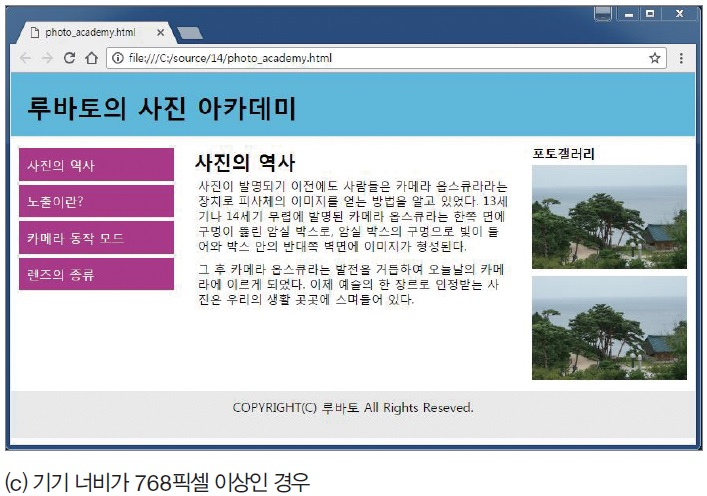 photo_academy.html
file:///C:/source/14/photo_academy.html
루바토의 사진 아카데미
사진의 역사
노출이란?
카메라 동작 모드
렌즈의 종류
사진의 역사
사진이 발명되기 이전에도 사람들은 카메라 옵스큐라라는
장치로 피사체의 이미지를 얻는 방법을 알고 있었다. 13세
기나 14세기 무렵에 발명된 카메라 옵스큐라는 한쪽 면에
구멍이 뚫린 암실 박스로, 암실 박스의 구멍으로 빛이 들
어와 박스 안의 반대쪽 벽면에 이미지가 형성된다.
그 후 카메라 옵스큐라는 발전을 거듭하여 오늘날의 카메
라에 이르게 되었다. 이제 예술의 한 장르로 인정받는 사
진은 우리의 생활 곳곳에 스며들어 있다.
포토갤러리
COPYRIGHT(C) 루바토 All Rights Reseved.
(c) 기기 너비가 768픽셀 이상인 경우